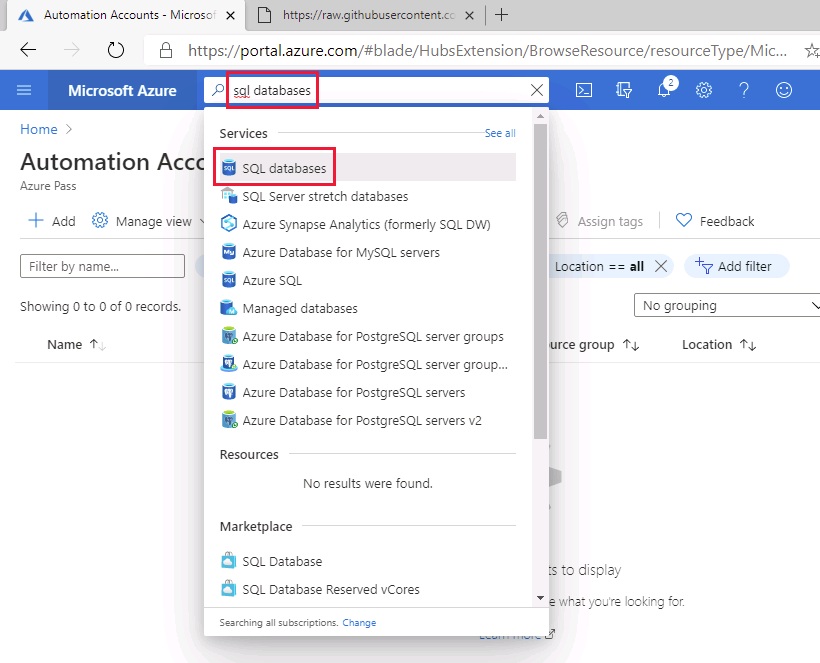 Automation Accounts - Microsof
https://raw.githubusercontent.cc
https://portal.azure.com/#blade/HubsExtension/BrowseResource/resourceType/Mic...
Microsoft Azure
sql databases
2
Home
Automation Acco
Azure Pass
Add
Manage view
Assign tags
Feedback
Filter by name...
Location == all
Add filter
Showing 0 to 0 of 0 records.
No grouping
Name
ource group
Location
Services
See all
SQL databases
SQL Server stretch databases
Azure Synapse Analytics (formerly SQL DW)
Azure Database for MySQL servers
Azure SQL
Managed databases
Azure Database for PostgreSQL server groups
Azure Database for PostgreSQL server group...
Azure Database for PostgreSQL servers
Azure Database for PostgreSQL servers v2
Resources
No results were found.
Marketplace
SQL Database
SQL Database Reserved vCores
Searching all subscriptions. Change
ts to display
e what you're looking for.
Learn more